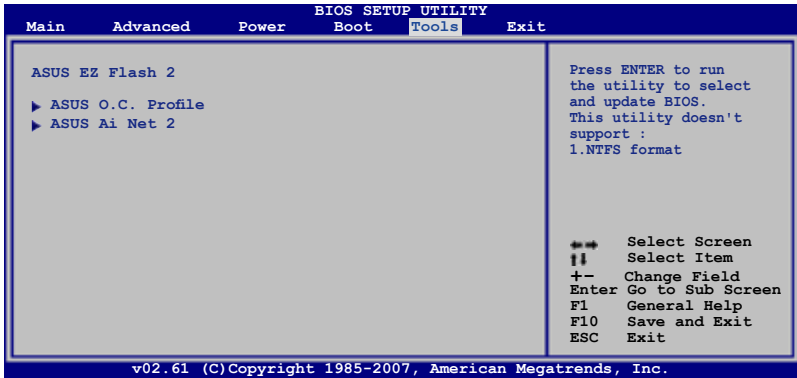 BIOS SETUP UTILITY
Main Advanced Power Boot Tools Exit
ASUS EZ Flash 2
ASUS O.C. Profile
ASUS Ai Net 2
Press ENTER to run
the utility to select
and update BIOS.
This utility doesn't
support :
1.NTFS format
Select Screen
Select Item
+- Change Field
Enter Go to Sub Screen
F1 General Help
F10 Save and Exit
ESC Exit
v02.61 (C)Copyright 1985-2007, American Megatrends, Inc.